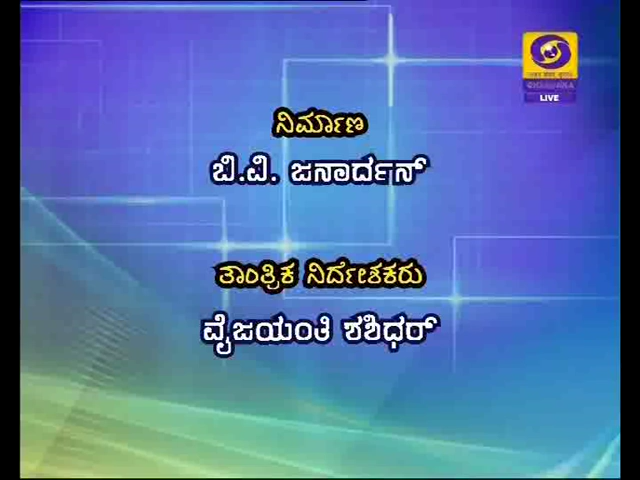 ನಿರ್ಮಾಣ
ಬಿ.ವಿ. ಜನಾರ್ದನ್
ತಾಂತ್ರಿಕ ನಿರ್ದೇಶಕರು
ವೈಜಯಂತಿ ಶಶಿಧರ್
LIVE